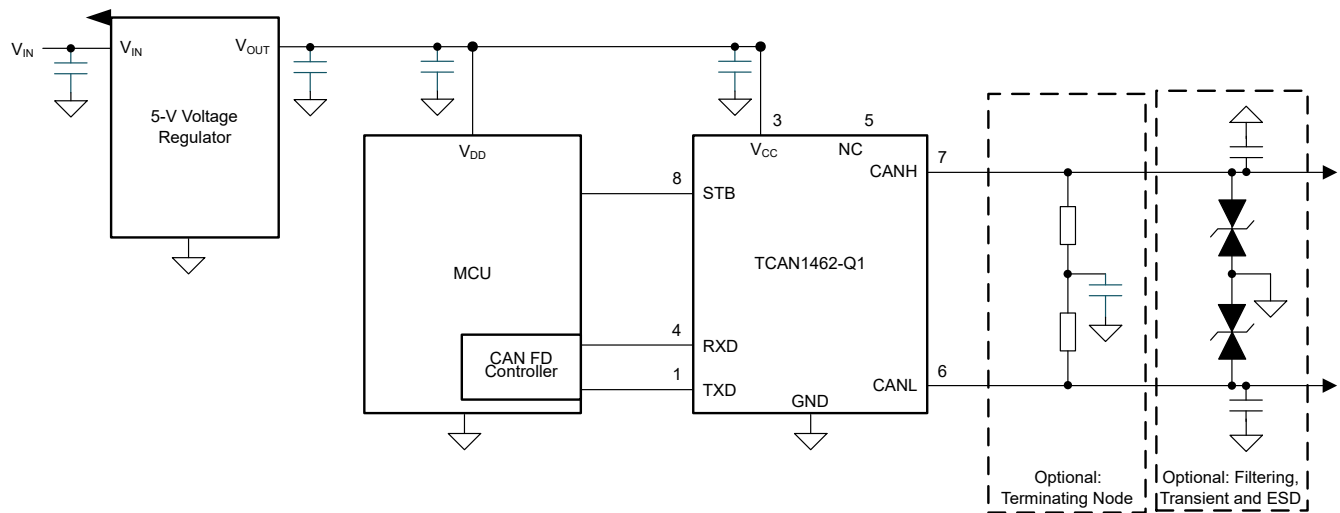 V_IN
V_IN
V_OUT
5-V Voltage
Regulator
V_DD
MCU
CAN FD
Controller
8
4
1
3
5
V_CC
NC
CANH
7
STB
TCAN1462-Q1
RXD
TXD
CANL
6
GND
Optional:
Terminating Node
Optional: Filtering,
Transient and ESD